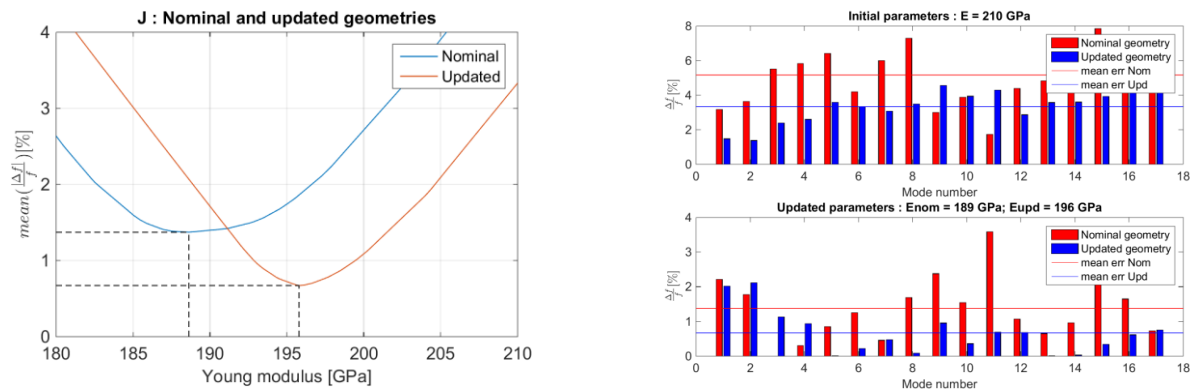 J : Nominal and updated geometries
4
3
2
1
0
mean(|Δf|/f)[%]
180 185 190 195 200 205 210
Young modulus [GPa]
Nominal
Updated
Initial parameters : E = 210 GPa
8
6
4
2
0
Δf/f[%]
0 2 4 6 8 10 12 14 16 18
Mode number
Nominal geometry
Updated geometry
mean err Nom
mean err Upd
Updated parameters : Enom = 189 GPa; Eupd = 196 GPa
4
3
2
1
0
Δf/f[%]
0 2 4 6 8 10 12 14 16 18
Mode number
Nominal geometry
Updated geometry
mean err Nom
mean err Upd